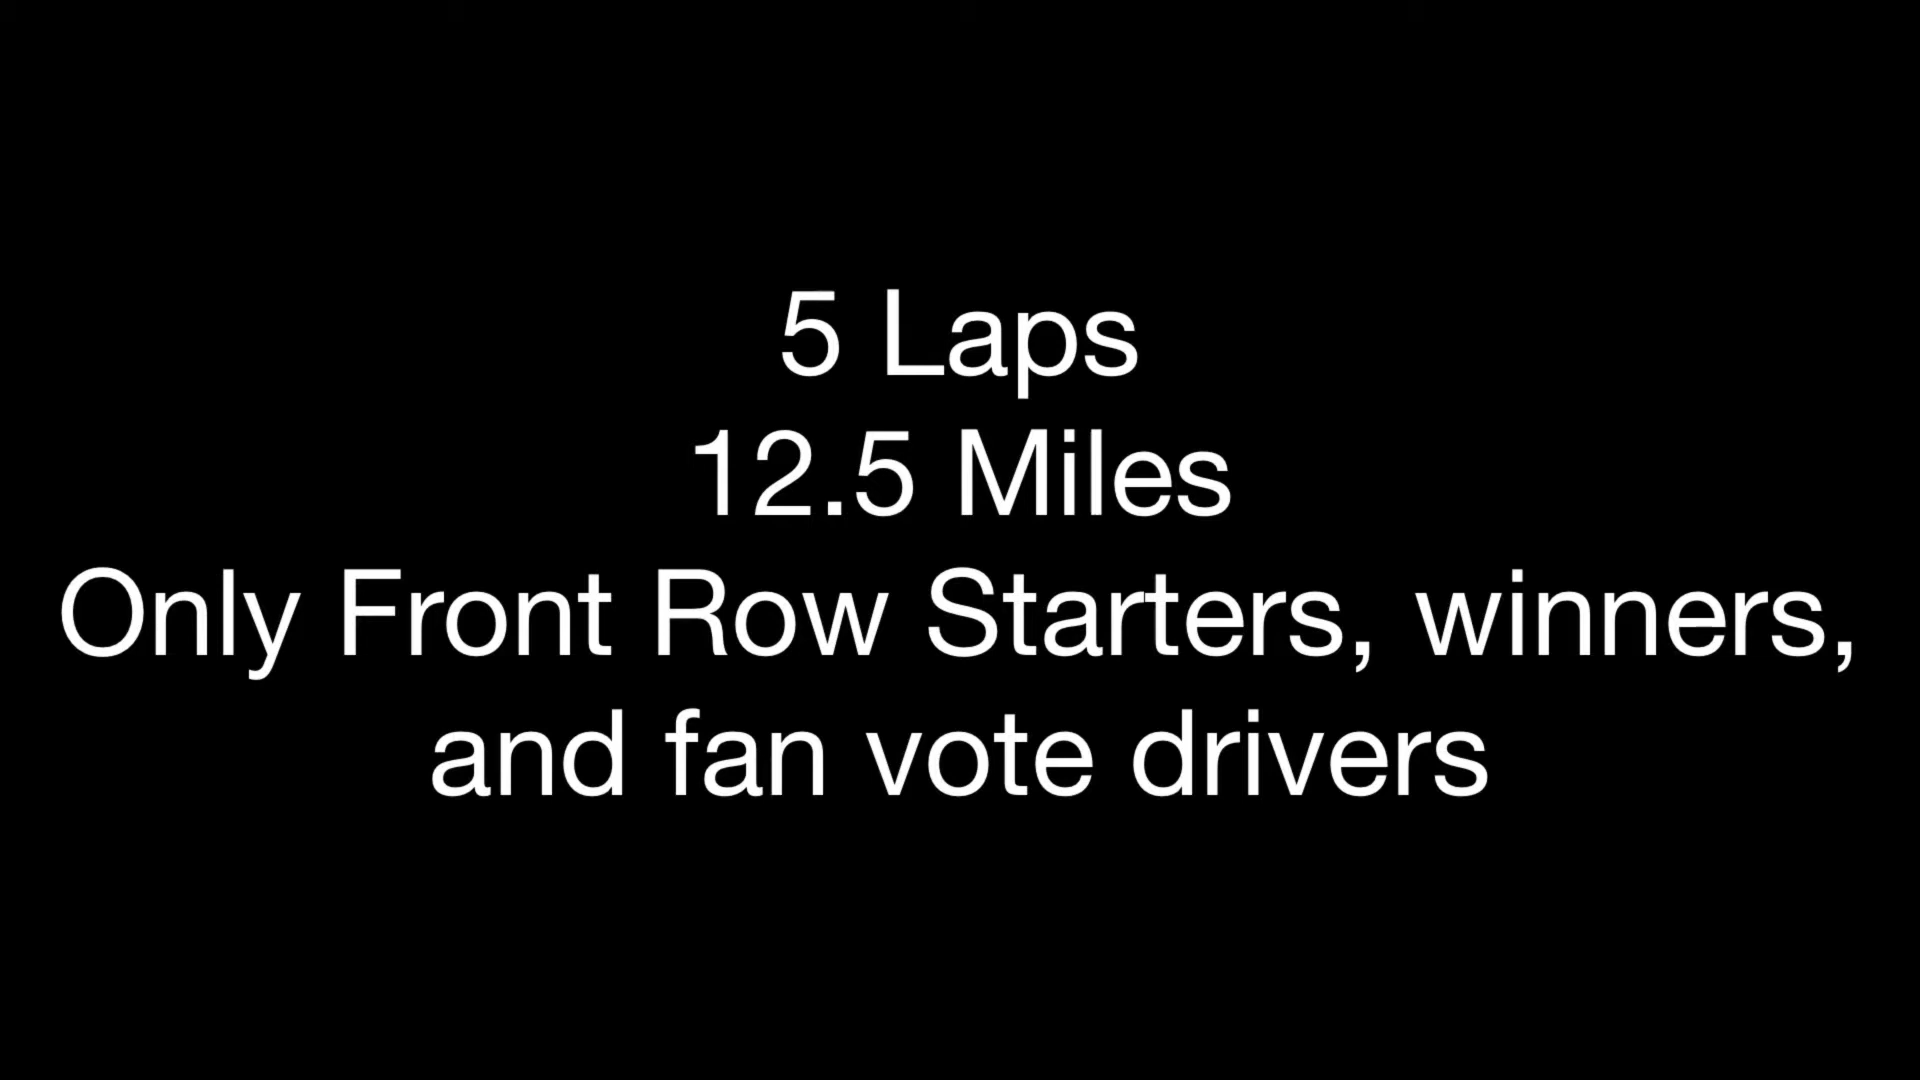 5 Laps
12.5 Miles
Only Front Row Starters, winners,
and fan vote drivers